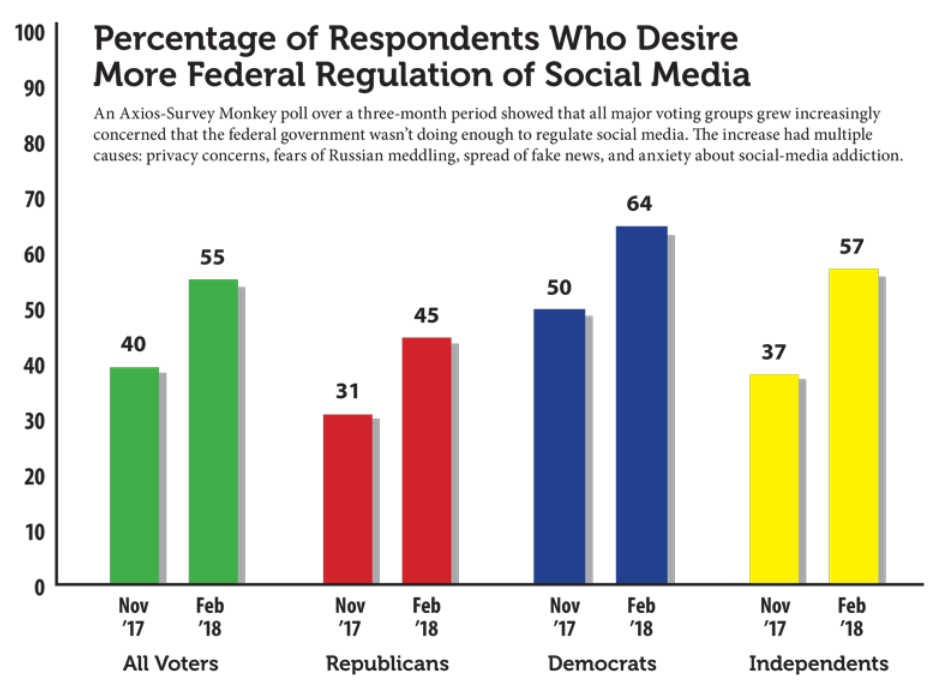 Percentage of Respondents Who Desire
More Federal Regulation of Social Media
An Axios-Survey Monkey poll over a three-month period showed that all major voting groups grew increasingly
concerned that the federal government wasn't doing enough to regulate social media. The increase had multiple
causes: privacy concerns, fears of Russian meddling, spread of fake news, and anxiety about social-media addiction.
100
90
80
70
60
50
40
30
20
10
0
40
55
31
45
50
64
37
57
Nov '17
Feb '18
Nov '17
Feb '18
Nov '17
Feb '18
Nov '17
Feb '18
All Voters
Republicans
Democrats
Independents